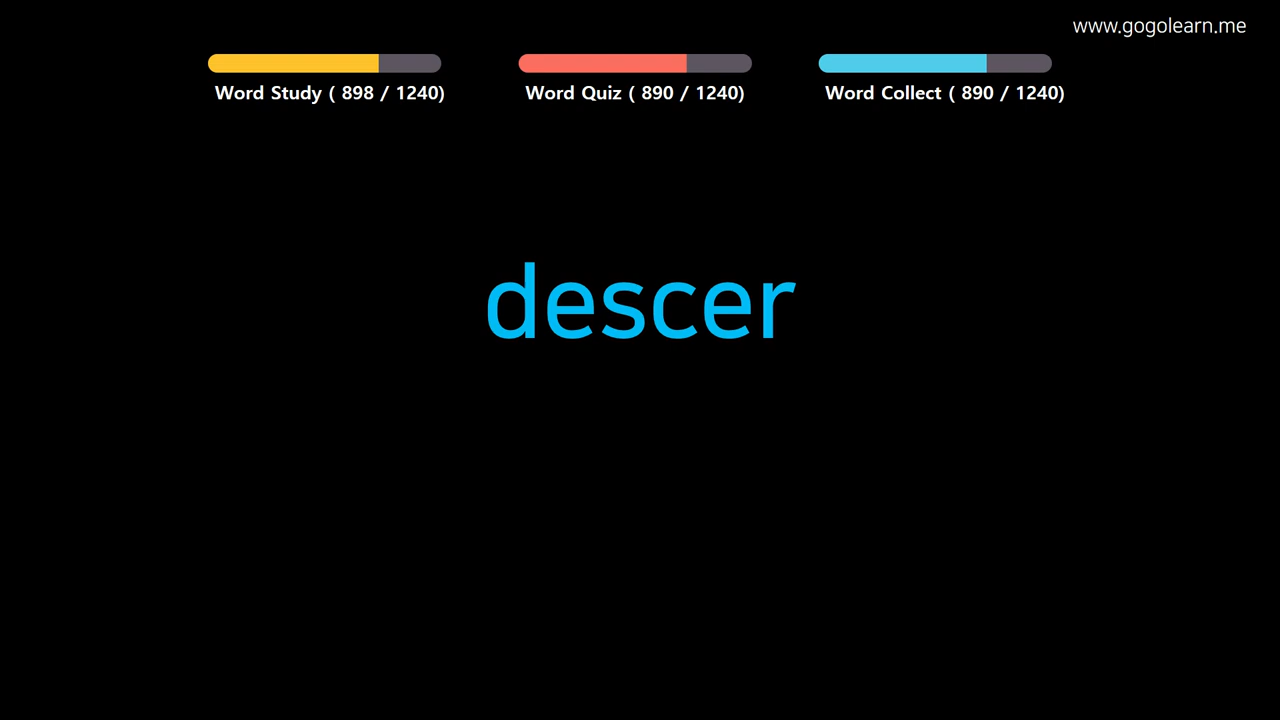 www.gogolearn.me
Word Study ( 898 / 1240)
Word Quiz ( 890 / 1240)
Word Collect ( 890 / 1240)
descer